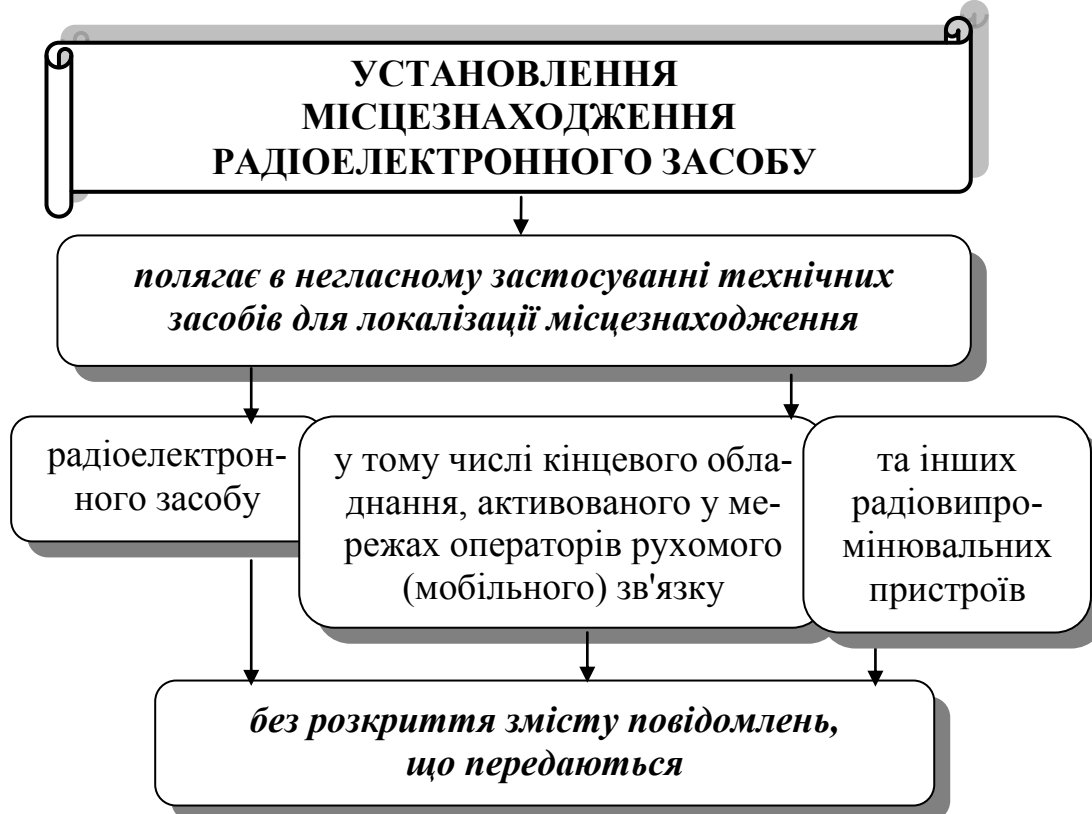 УСТАНОВЛЕННЯ
МІСЦЕЗНАХОДЖЕННЯ
РАДІОЕЛЕКТРОННОГО ЗАСОБУ
полягає в негласному застосуванні технічних
засобів для локалізації місцезнаходження
радіоелектрон-
ного засобу
у тому числі кінцевого обла-
днання, активованого у ме-
режах операторів рухомого
(мобільного) зв'язку
та інших
радіовипро-
мінювальних
пристроїв
без розкриття змісту повідомлень,
що передаються